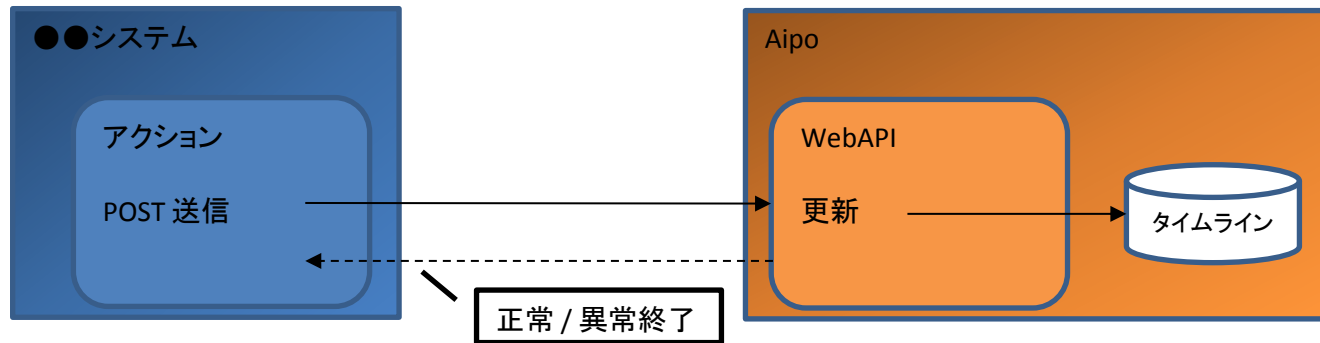 ●●システム
Aipo
アクション
WebAPI
POST 送信
更新
タイムライン
正常 / 異常終了